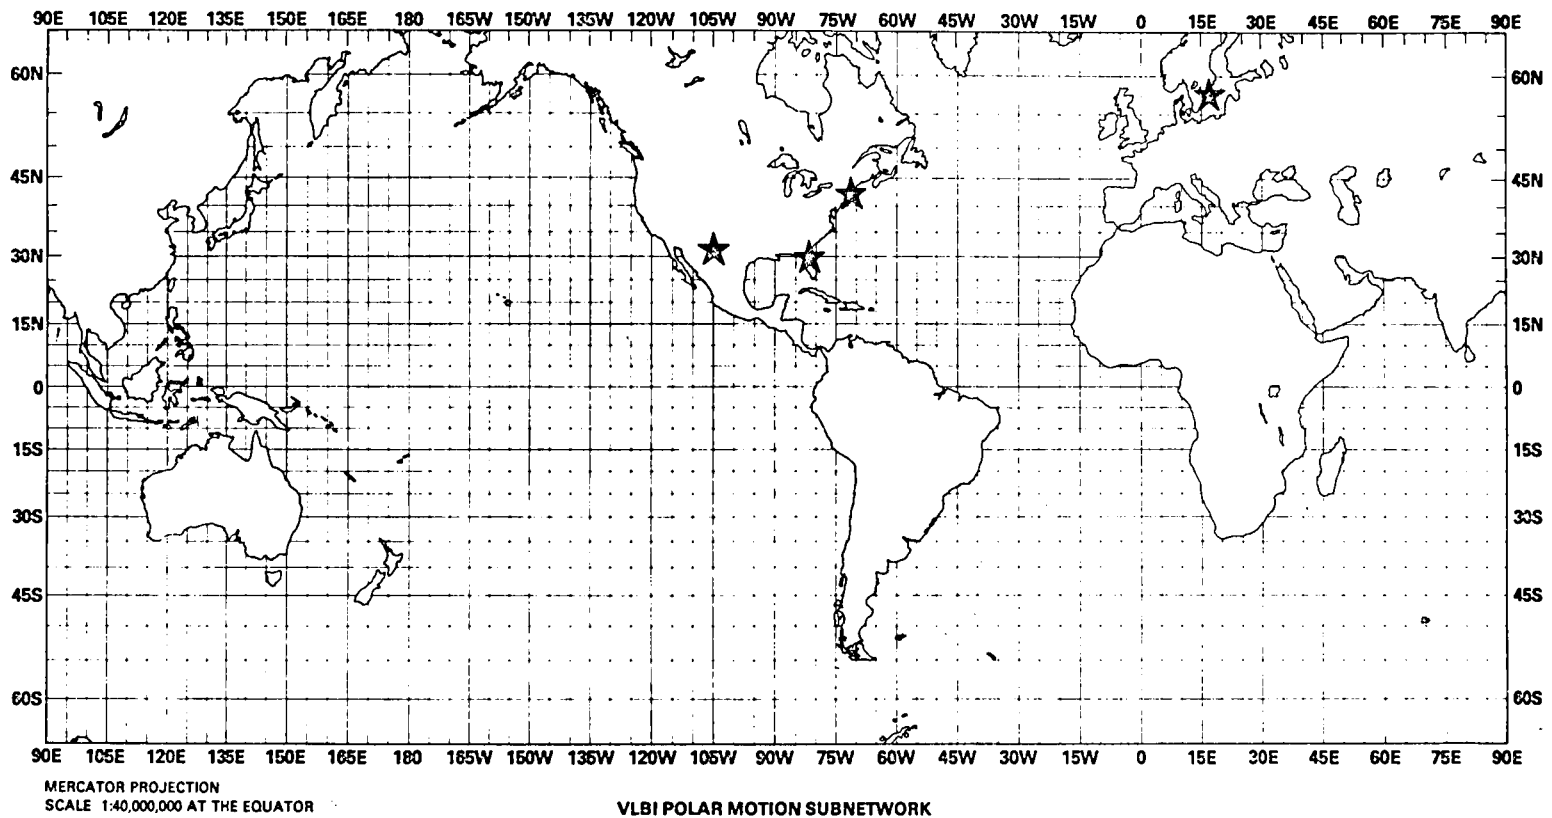 90E 105E 120E 135E 150E 165E 180 165W 150W 135W 120W 105W 90W 75W 60W 45W 30W 15W 0 15E 30E 45E 60E 75E 90E
60N 60N
45N 45N
30N 30N
15N 15N
0 0
15S 15S
30S 30S
45S 45S
60S 60S
90E 105E 120E 135E 150E 165E 180 165W 150W 135W 120W 105W 90W 75W 60W 45W 30W 15W 0 15E 30E 45E 60E 75E 90E
MERCATOR PROJECTION
SCALE 1:40,000,000 AT THE EQUATOR
VLBI POLAR MOTION SUBNETWORK